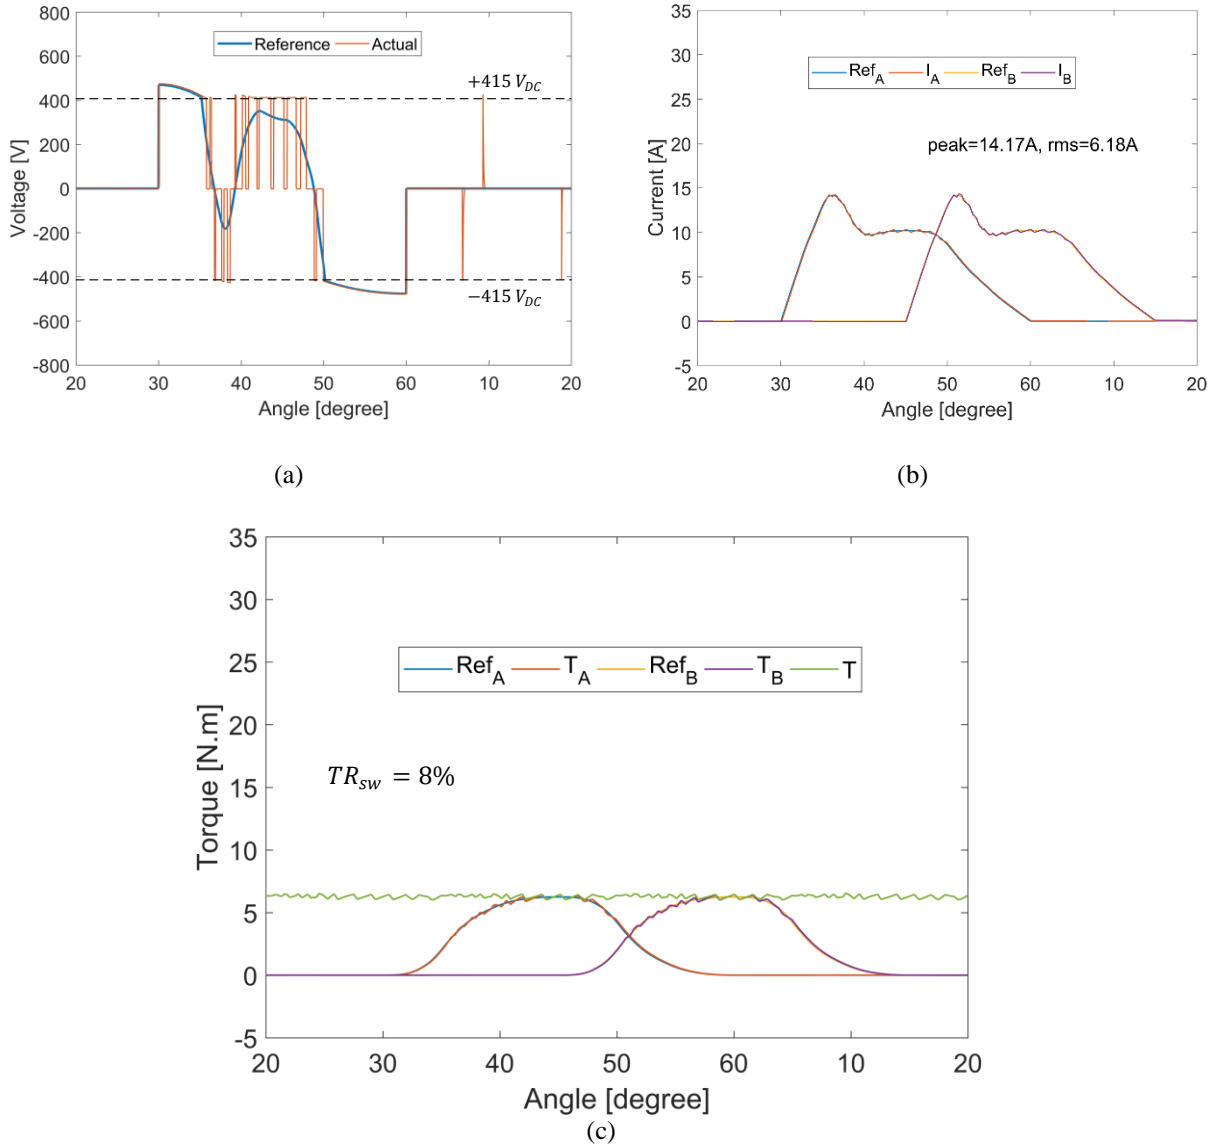 800
600
400
200
0
-200
-400
-600
-800
Voltage [V]
Reference Actual
+415 V_DC
−415 V_DC
20 30 40 50 60 10 20
Angle [degree]
(a)
35
30
25
20
15
10
5
0
-5
Current [A]
Ref_A I_A Ref_B I_B
peak=14.17A, rms=6.18A
20 30 40 50 60 10 20
Angle [degree]
(b)
35
30
25
20
15
10
5
0
-5
Torque [N.m]
Ref_A T_A Ref_B T_B T
TR_sw = 8%
20 30 40 50 60 10 20
Angle [degree]
(c)